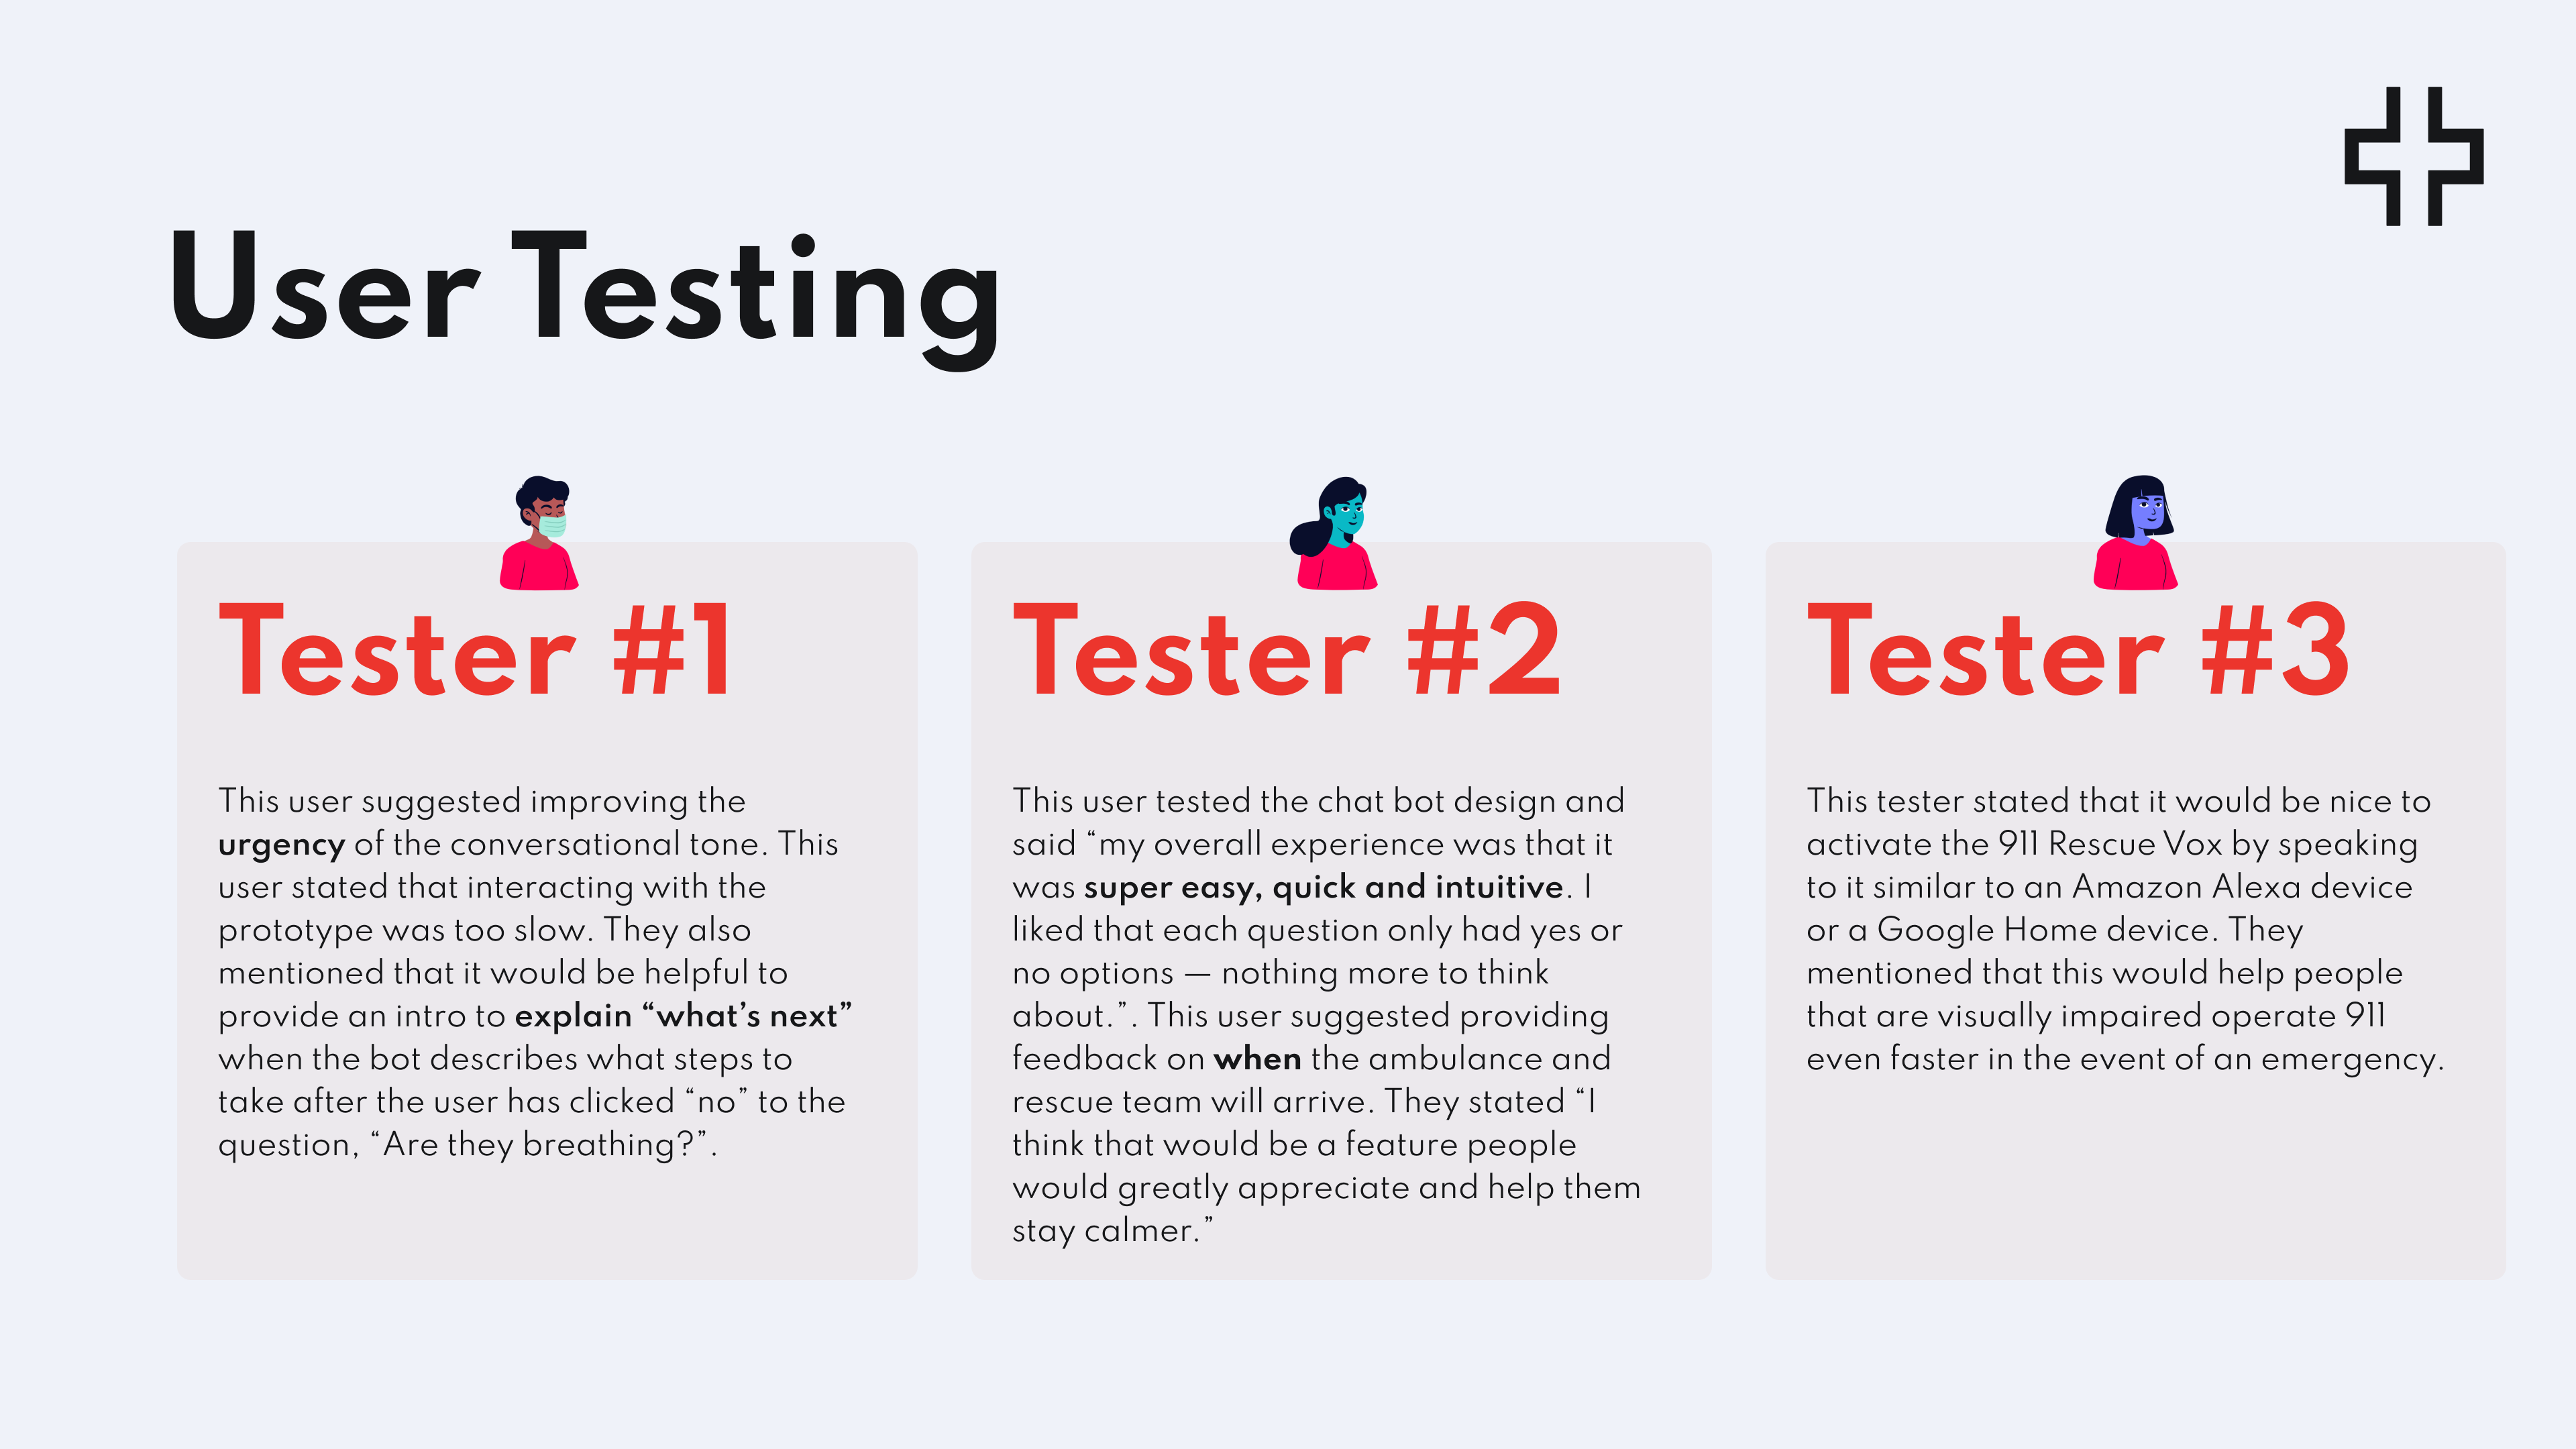 User Testing
Tester #1
This user suggested improving the
urgency of the conversational tone. This
user stated that interacting with the
prototype was too slow. They also
mentioned that it would be helpful to
provide an intro to explain “what’s next”
when the bot describes what steps to
take after the user has clicked “no” to the
question, “Are they breathing?”.
Tester #2
This user tested the chat bot design and
said “my overall experience was that it
was super easy, quick and intuitive. I
liked that each question only had yes or
no options — nothing more to think
about.”. This user suggested providing
feedback on when the ambulance and
rescue team will arrive. They stated “I
think that would be a feature people
would greatly appreciate and help them
stay calmer.”
Tester #3
This tester stated that it would be nice to
activate the 911 Rescue Vox by speaking
to it similar to an Amazon Alexa device
or a Google Home device. They
mentioned that this would help people
that are visually impaired operate 911
even faster in the event of an emergency.